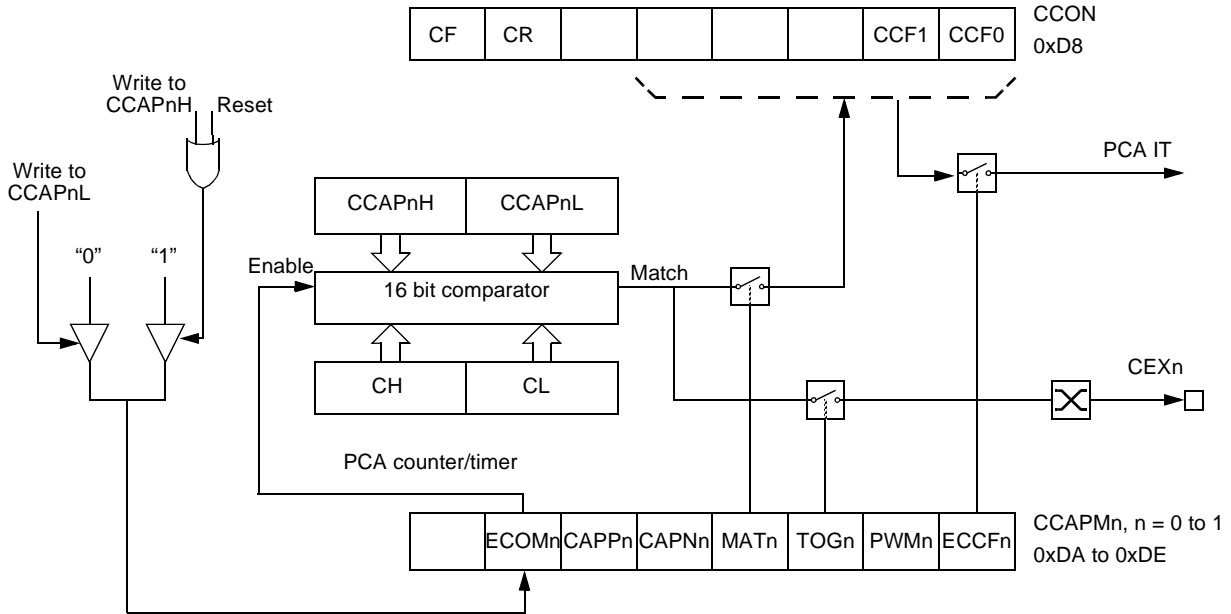 CF CR CCF1 CCF0
CCON
0xD8
Write to
CCAPnH
Reset
Write to
CCAPnL
PCA IT
CCAPnH CCAPnL
“0” “1”
Enable
16 bit comparator
Match
CH CL
CEXn
PCA counter/timer
ECOMn CAPPn CAPNn MATn TOGn PWMn ECCFn
CCAPMn, n = 0 to 1
0xDA to 0xDE